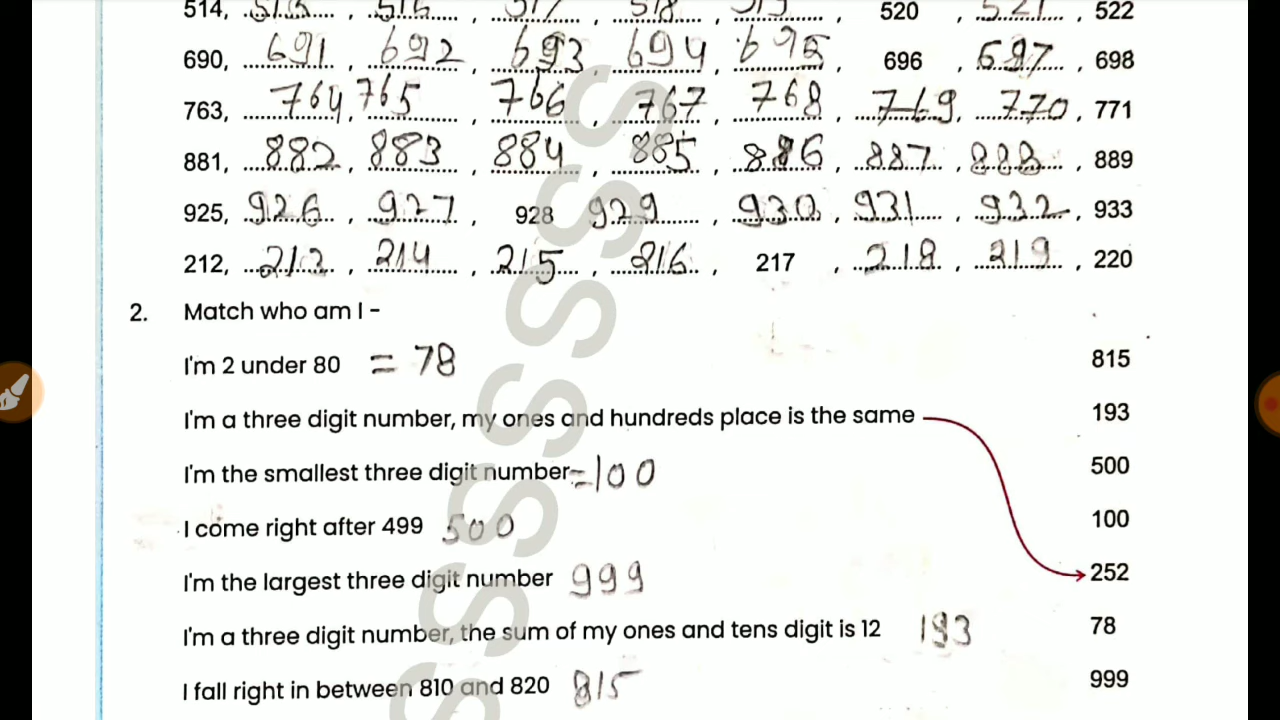 514, 515, 516, 517, 518, 519, 520, 521, 522
690, 691, 692, 693, 694, 695, 696, 697, 698
763, 764, 765, 766, 767, 768, 769, 770, 771
881, 882, 883, 884, 885, 886, 887, 888, 889
925, 926, 927, 928 929, 930, 931, 932, 933
212, 213, 214, 215, 216, 217, 218, 219, 220
2. Match who am I -
I'm 2 under 80 = 78 815
I'm a three digit number, my ones and hundreds place is the same 193
I'm the smallest three digit number =100 500
I come right after 499 500 100
I'm the largest three digit number 999 252
I'm a three digit number, the sum of my ones and tens digit is 12 193 78
I fall right in between 810 and 820 815 999